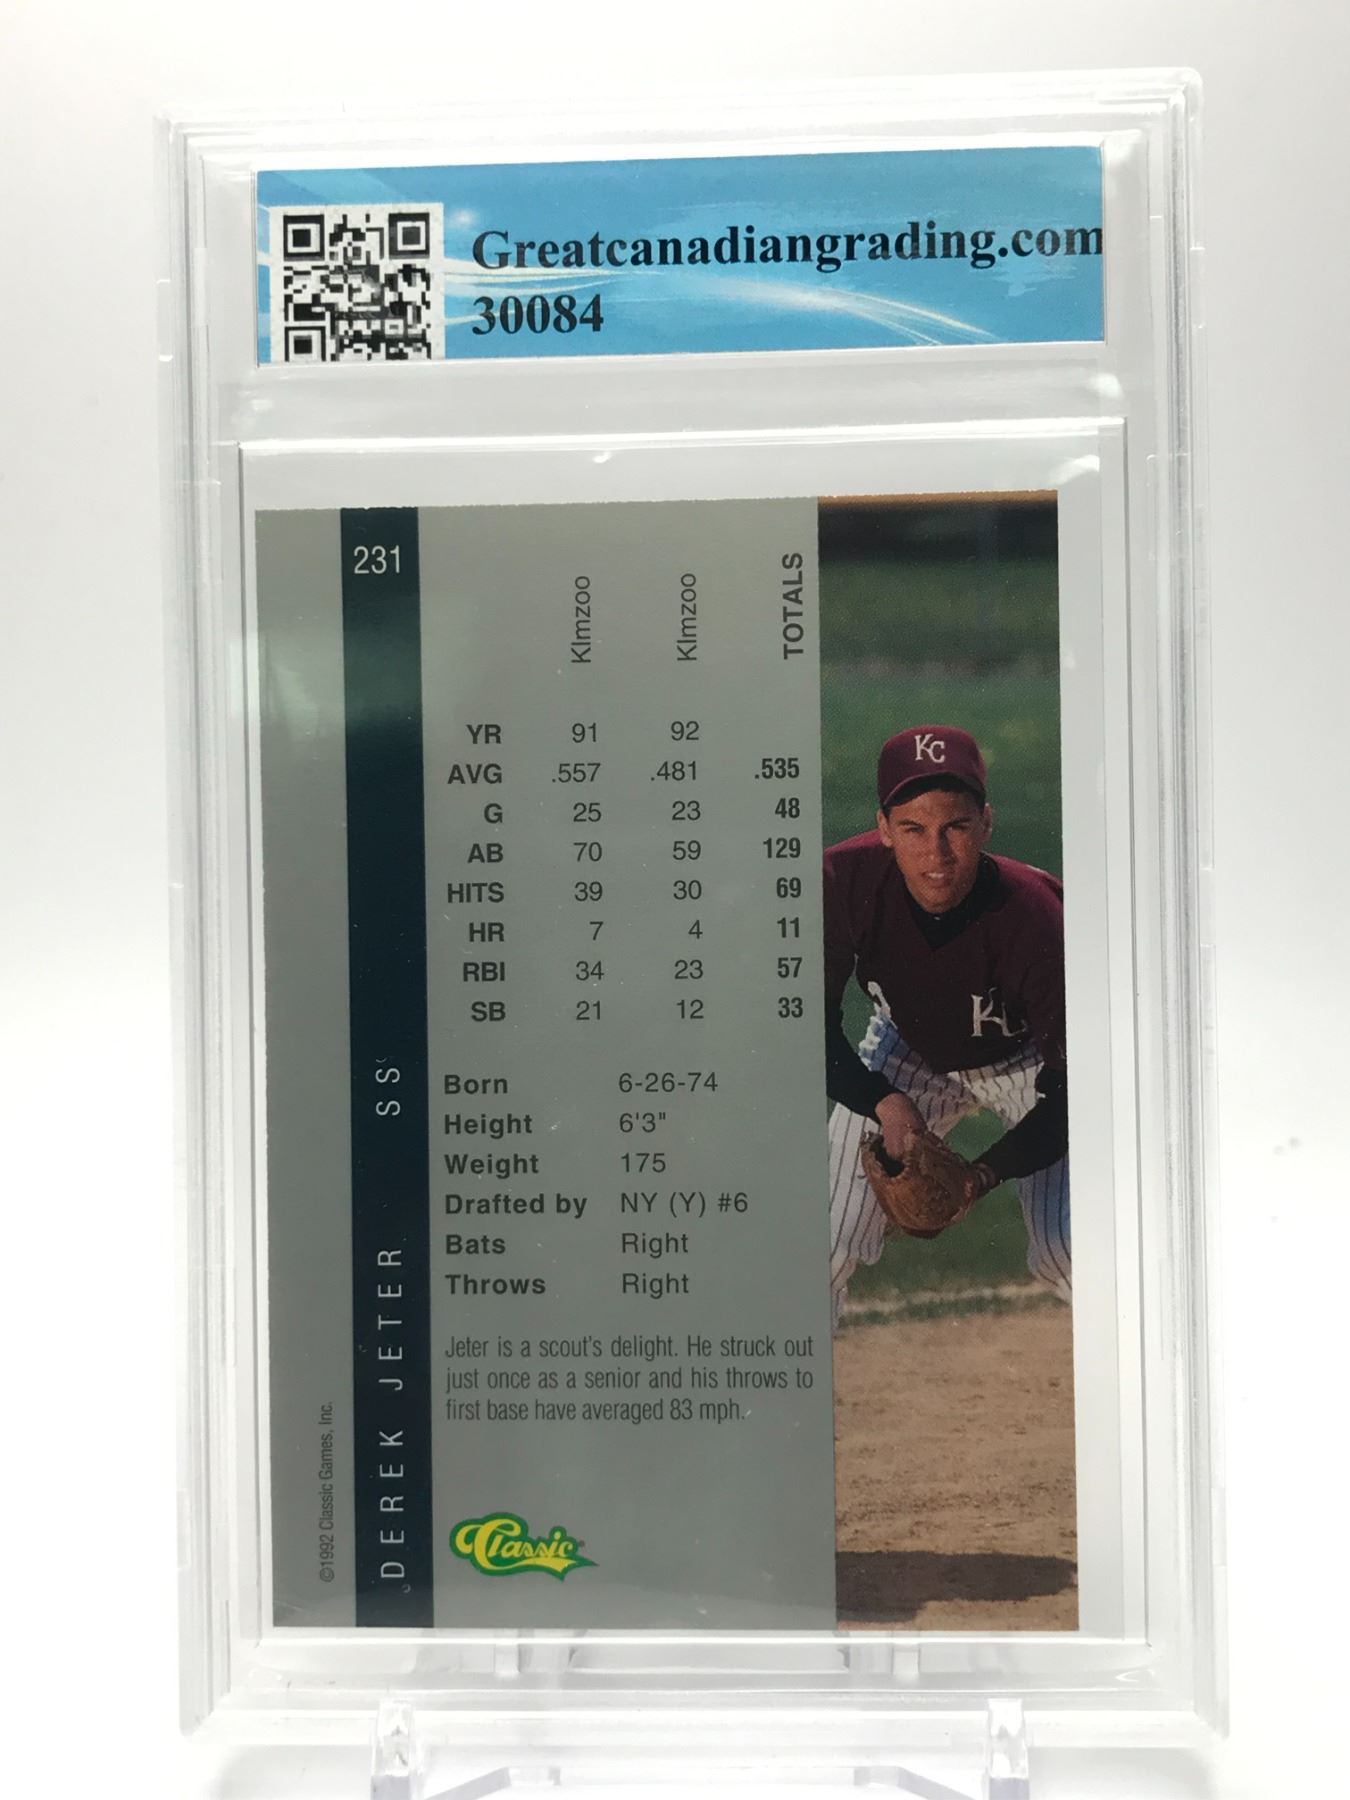 Greatcanadiangrading.com
30084
231
Klmzoo Klmzoo TOTALS
YR 91 92
AVG .557 .481 .535
G 25 23 48
AB 70 59 129
HITS 39 30 69
HR 7 4 11
RBI 34 23 57
SB 21 12 33
DEREK JETER SS
Born 6-26-74
Height 6'3"
Weight 175
Drafted by NY (Y) #6
Bats Right
Throws Right
Jeter is a scout's delight. He struck out
just once as a senior and his throws to
first base have averaged 83 mph.
©1992 Classic Games, Inc.
Classic
KC
KC